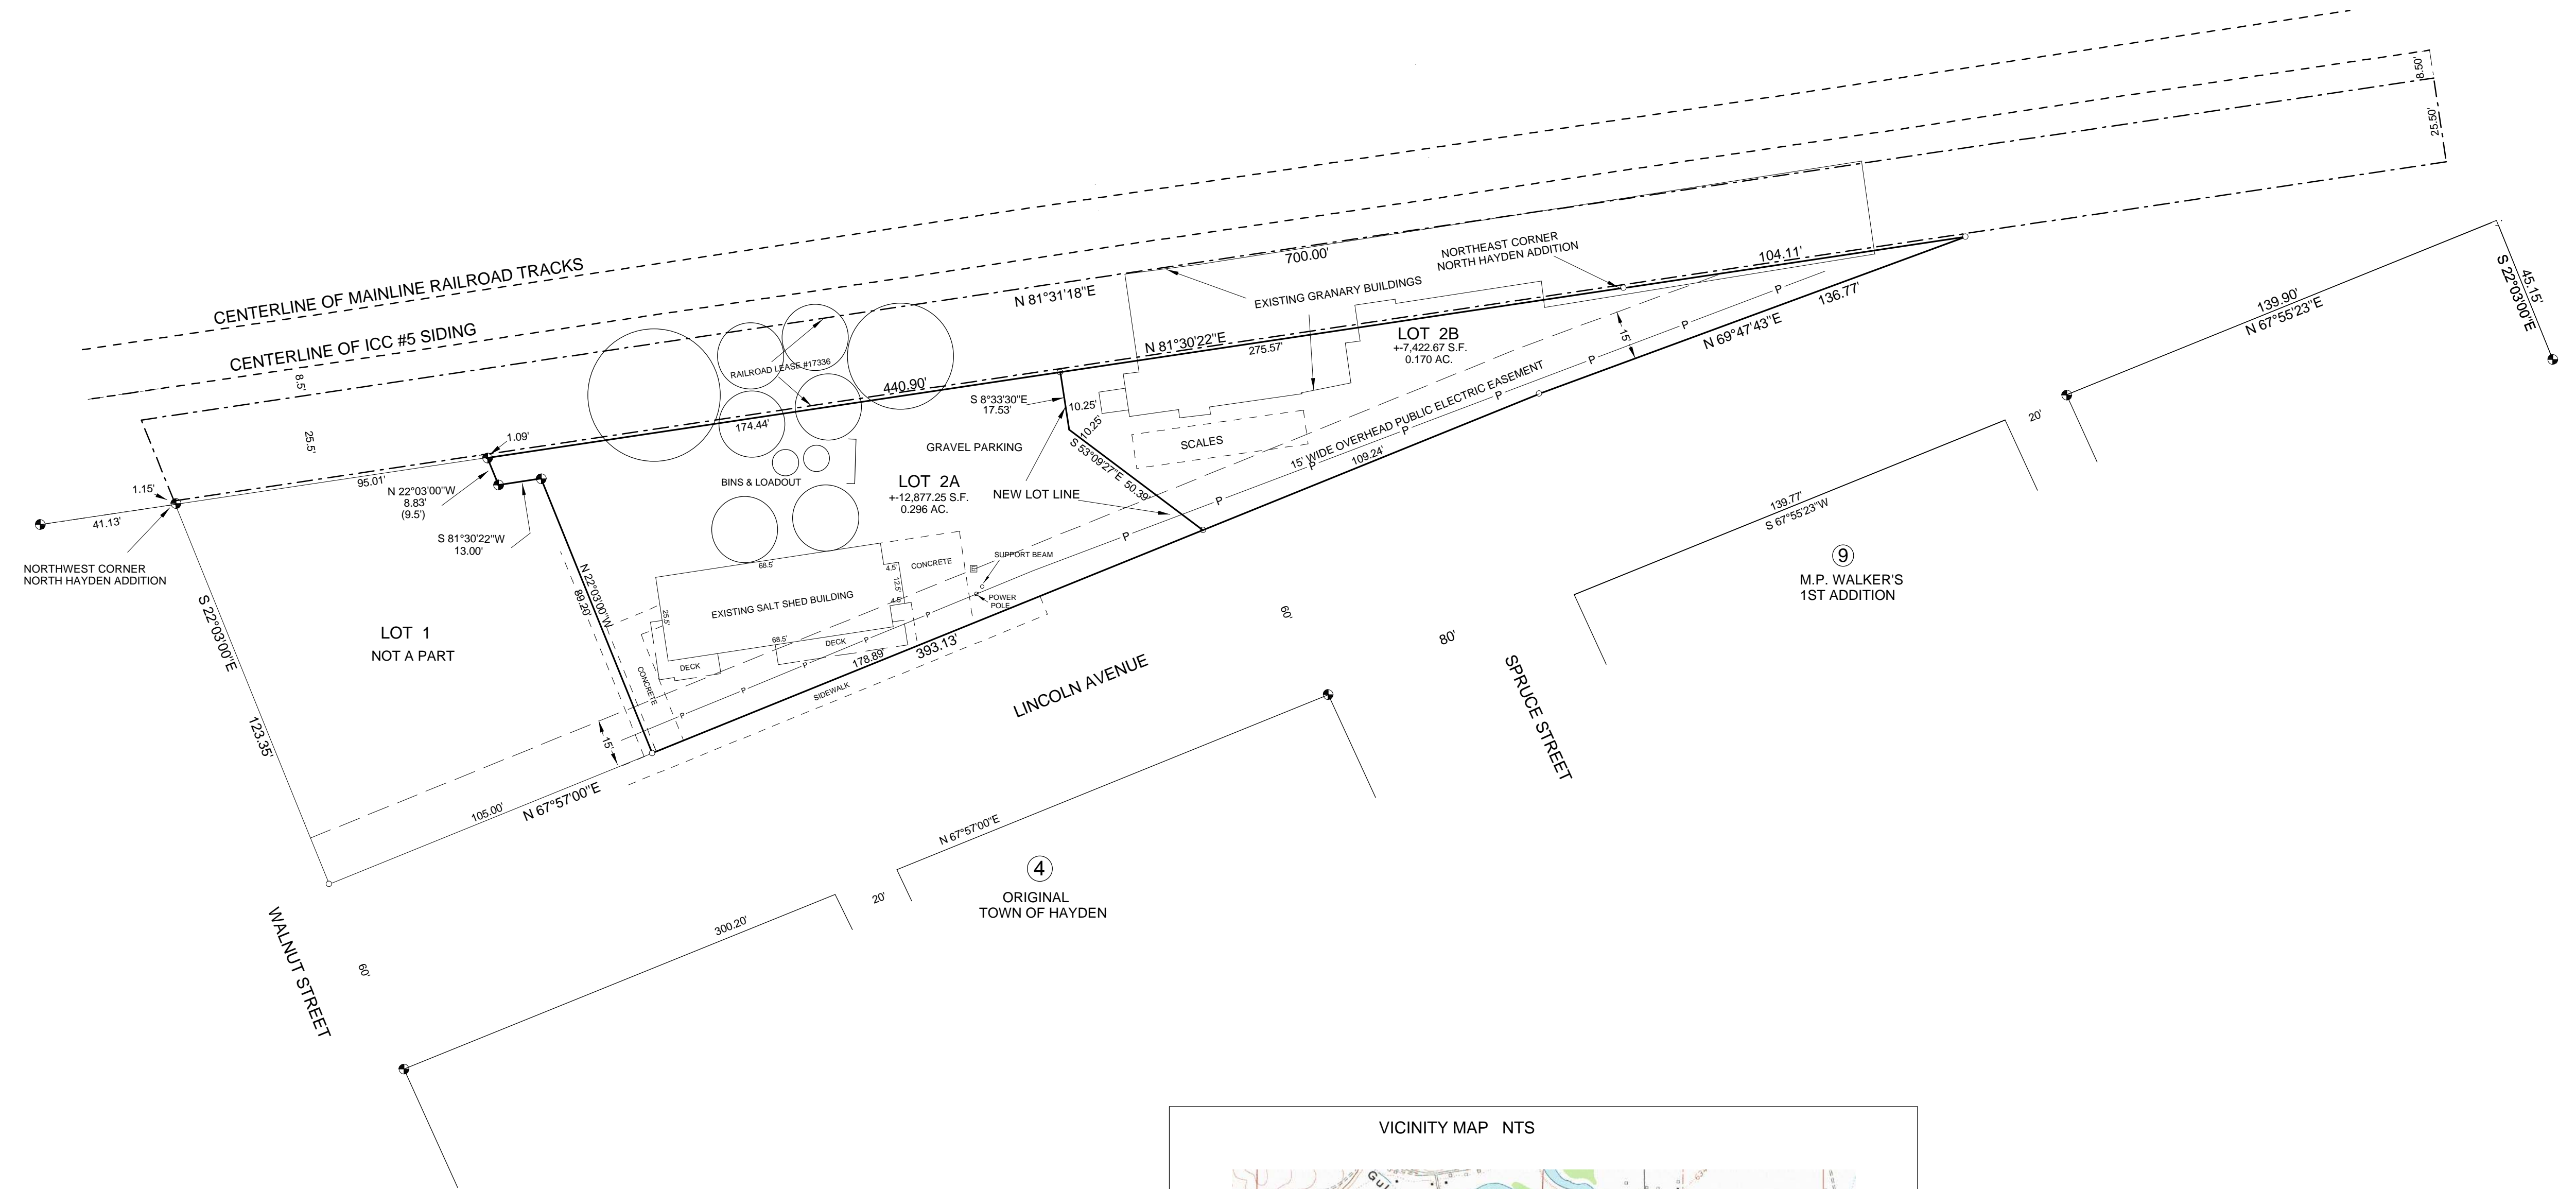 8.50'
25.50'
CENTERLINE OF MAINLINE RAILROAD TRACKS
CENTERLINE OF ICC #5 SIDING
700.00'
N 81°31'18"E
NORTHEAST CORNER
NORTH HAYDEN ADDITION
104.11'
EXISTING GRANARY BUILDINGS
45.15'
S 22°03'00"E
139.90'
N 67°55'23"E
136.77'
N 69°47'43"E
15'
LOT 2B
+-7,422.67 S.F.
0.170 AC.
N 81°30'22"E
275.57'
RAILROAD LEASE #17336
440.90'
174.44'
8.5'
25.5'
S 8°33'30"E
17.53'
10.25'
10.25'
S 53°09'27"E 50.39'
SCALES
15' WIDE OVERHEAD PUBLIC ELECTRIC EASEMENT
109.24'
P
P
P
P
P
P
P
P
P
P
P
P
P
GRAVEL PARKING
1.09'
95.01'
N 22°03'00"W
8.83'
(9.5')
1.15'
41.13'
S 81°30'22"W
13.00'
BINS & LOADOUT
LOT 2A
+-12,877.25 S.F.
0.296 AC.
NEW LOT LINE
NORTHWEST CORNER
NORTH HAYDEN ADDITION
N 22°03'00"W
89.20'
68.5'
4.5'
12.5'
4.5'
25.5'
68.5'
EXISTING SALT SHED BUILDING
CONCRETE
SUPPORT BEAM
E
POWER
POLE
DECK
DECK
CONCRETE
178.89'
393.13'
SIDEWALK
15'
LOT 1
NOT A PART
S 22°03'00"E
123.35'
105.00'
N 67°57'00"E
LINCOLN AVENUE
60'
80'
SPRUCE STREET
20'
139.77'
S 67°55'23"W
9
M.P. WALKER'S
1ST ADDITION
N 67°57'00"E
4
ORIGINAL
TOWN OF HAYDEN
20'
300.20'
WALNUT STREET
60'
VICINITY MAP NTS
Gul